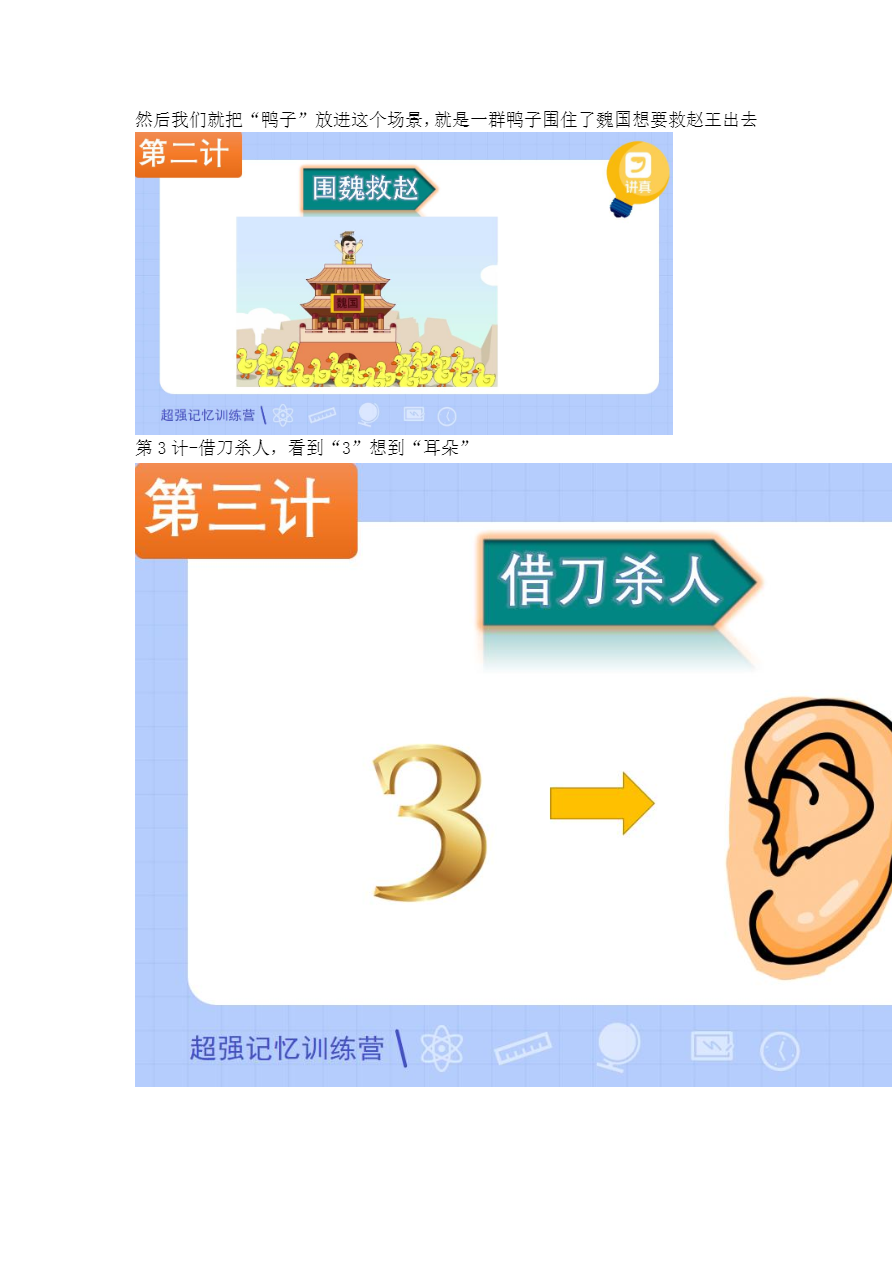 然后我们就把“鸭子”放进这个场景，就是一群鸭子围住了魏国想要救赵王出去
第二计
围魏救赵
讲真
魏国
超强记忆训练营
第3计-借刀杀人，看到“3”想到“耳朵”
第三计
借刀杀人
3
超强记忆训练营